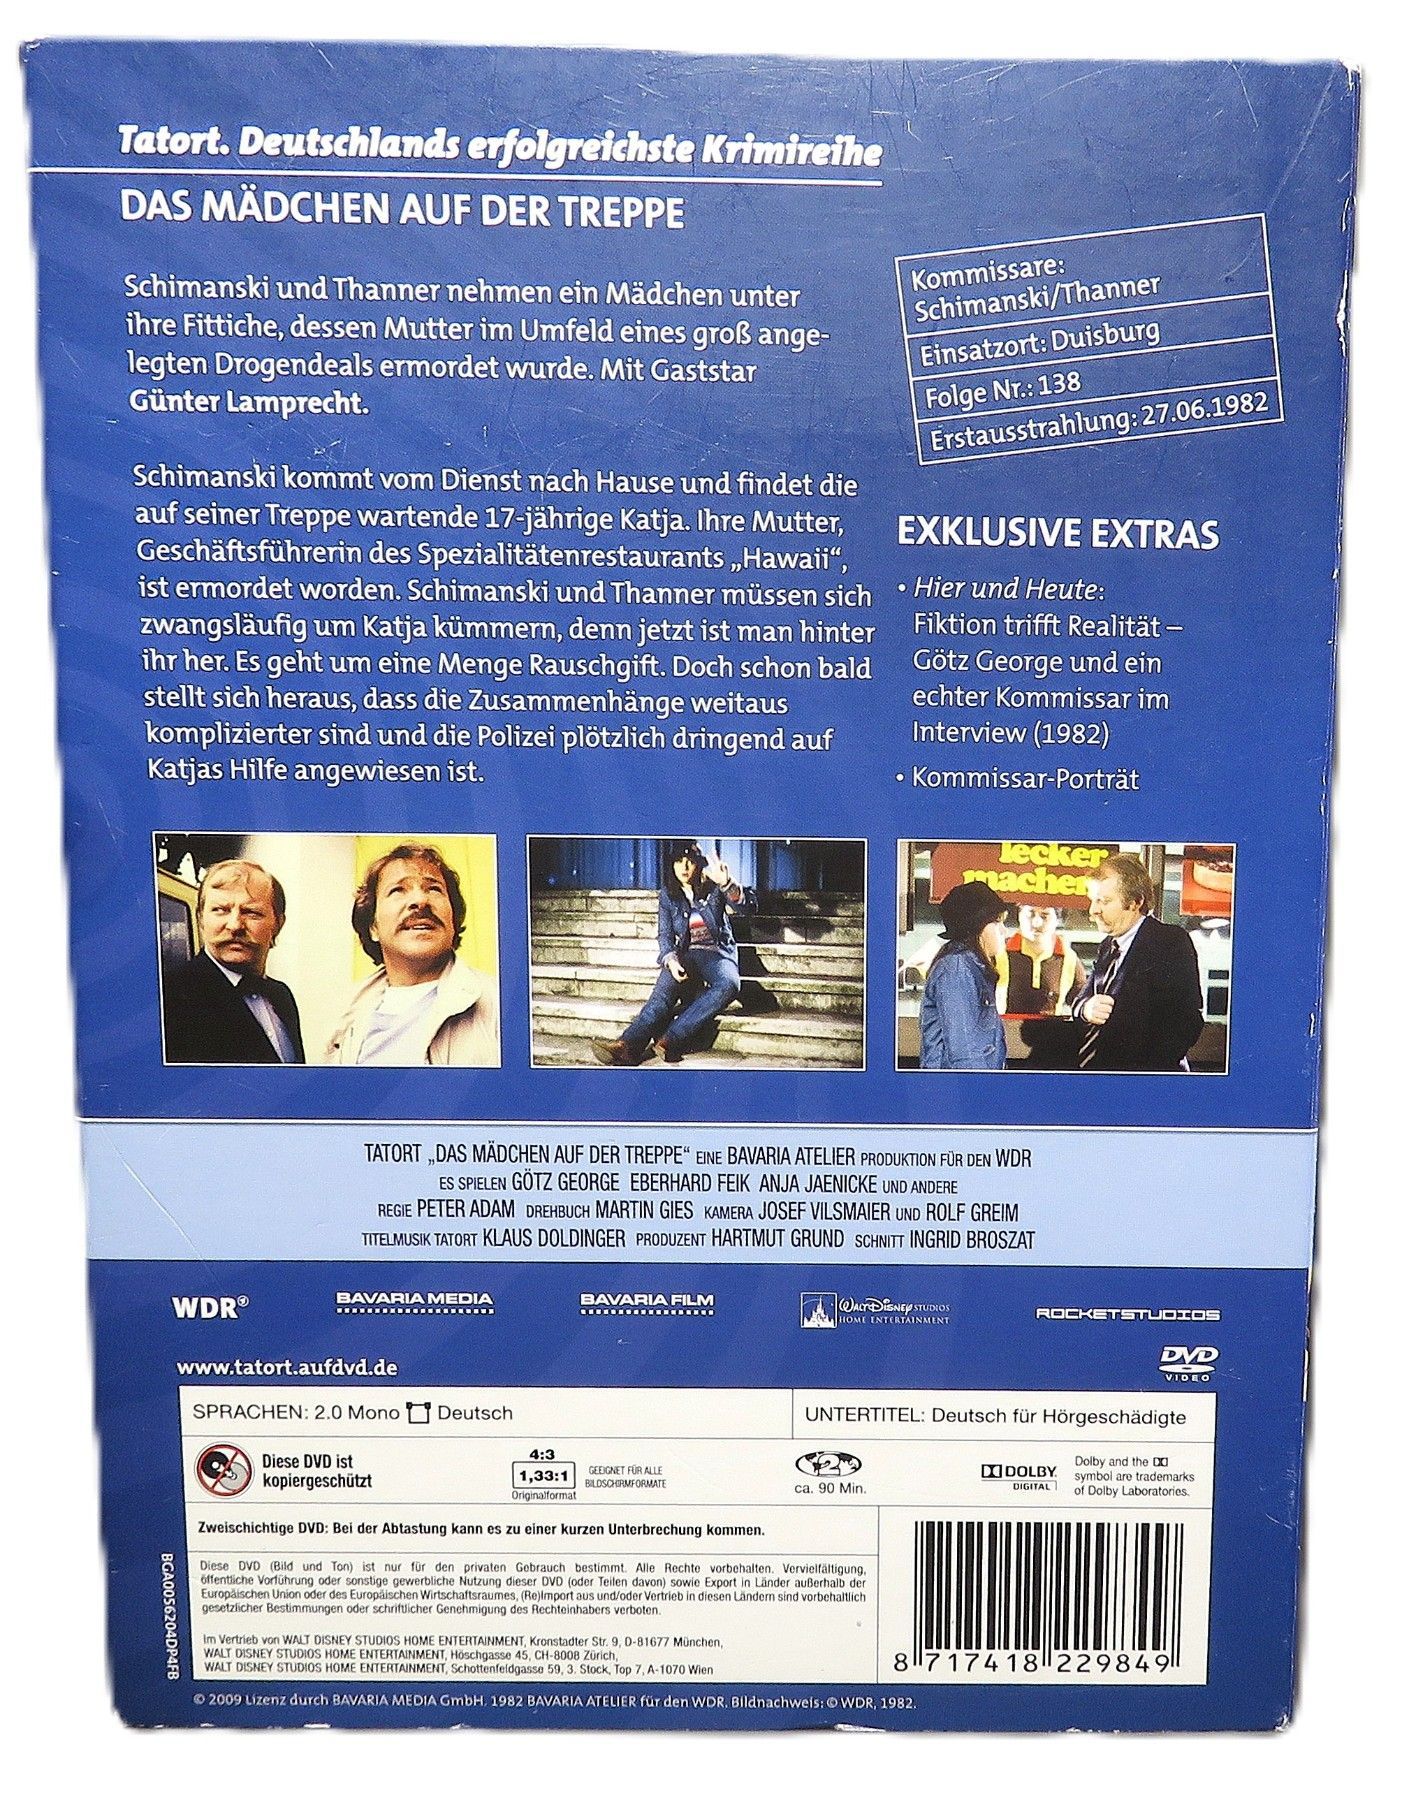 Tatort. Deutschlands erfolgreichste Krimireihe
DAS MÄDCHEN AUF DER TREPPE
Schimanski und Thanner nehmen ein Mädchen unter
ihre Fittiche, dessen Mutter im Umfeld eines groß ange-
legten Drogendeals ermordet wurde. Mit Gaststar
Günter Lamprecht.
Schimanski kommt vom Dienst nach Hause und findet die
auf seiner Treppe wartende 17-jährige Katja. Ihre Mutter,
Geschäftsführerin des Spezialitätenrestaurants „Hawaii“,
ist ermordet worden. Schimanski und Thanner müssen sich
zwangsläufig um Katja kümmern, denn jetzt ist man hinter
ihr her. Es geht um eine Menge Rauschgift. Doch schon bald
stellt sich heraus, dass die Zusammenhänge weitaus
komplizierter sind und die Polizei plötzlich dringend auf
Katjas Hilfe angewiesen ist.
Kommissare:
Schimanski/Thanner
Einsatzort: Duisburg
Folge Nr.: 138
Erstausstrahlung: 27.06.1982
EXKLUSIVE EXTRAS
• Hier und Heute:
Fiktion trifft Realität –
Götz George und ein
echter Kommissar im
Interview (1982)
• Kommissar-Porträt
lecker
machen
TATORT „DAS MÄDCHEN AUF DER TREPPE“ EINE BAVARIA ATELIER PRODUKTION FÜR DEN WDR
ES SPIELEN GÖTZ GEORGE EBERHARD FEIK ANJA JAENICKE UND ANDERE
REGIE PETER ADAM DREHBUCH MARTIN GIES KAMERA JOSEF VILSMAIER UND ROLF GREIM
TITELMUSIK TATORT KLAUS DOLDINGER PRODUZENT HARTMUT GRUND SCHNITT INGRID BROSZAT
WDR
BAVARIA MEDIA
BAVARIA FILM
WALT DISNEY STUDIOS
HOME ENTERTAINMENT
ROCKETSTUDIOS
www.tatort.aufdvd.de
DVD
VIDEO
SPRACHEN: 2.0 Mono Deutsch
UNTERTITEL: Deutsch für Hörgeschädigte
Diese DVD ist
kopiergeschützt
4:3
1,33:1
Originalformat
GEEIGNET FÜR ALLE
BILDSCHIRMFORMATE
2
ca. 90 Min.
DOLBY
DIGITAL
Dolby and the
symbol are trademarks
of Dolby Laboratories.
Zweischichtige DVD: Bei der Abtastung kann es zu einer kurzen Unterbrechung kommen.
Diese DVD (Bild und Ton) ist nur für den privaten Gebrauch bestimmt. Alle Rechte vorbehalten. Vervielfältigung,
öffentliche Vorführung oder sonstige gewerbliche Nutzung dieser DVD (oder Teilen davon) sowie Export in Länder außerhalb der
Europäischen Union oder des Europäischen Wirtschaftsraumes, (Re)Import aus und/oder Vertrieb in diesen Ländern sind vorbehaltlich
gesetzlicher Bestimmungen oder schriftlicher Genehmigung des Rechteinhabers verboten.
Im Vertrieb von WALT DISNEY STUDIOS HOME ENTERTAINMENT, Kronstadter Str. 9, D-81677 München,
WALT DISNEY STUDIOS HOME ENTERTAINMENT, Höschgasse 45, CH-8008 Zürich,
WALT DISNEY STUDIOS HOME ENTERTAINMENT, Schottenfeldgasse 59, 3. Stock, Top 7, A-1070 Wien
8 717418 229849
BGA0056204DP4FB
© 2009 Lizenz durch BAVARIA MEDIA GmbH. 1982 BAVARIA ATELIER für den WDR. Bildnachweis: © WDR, 1982.